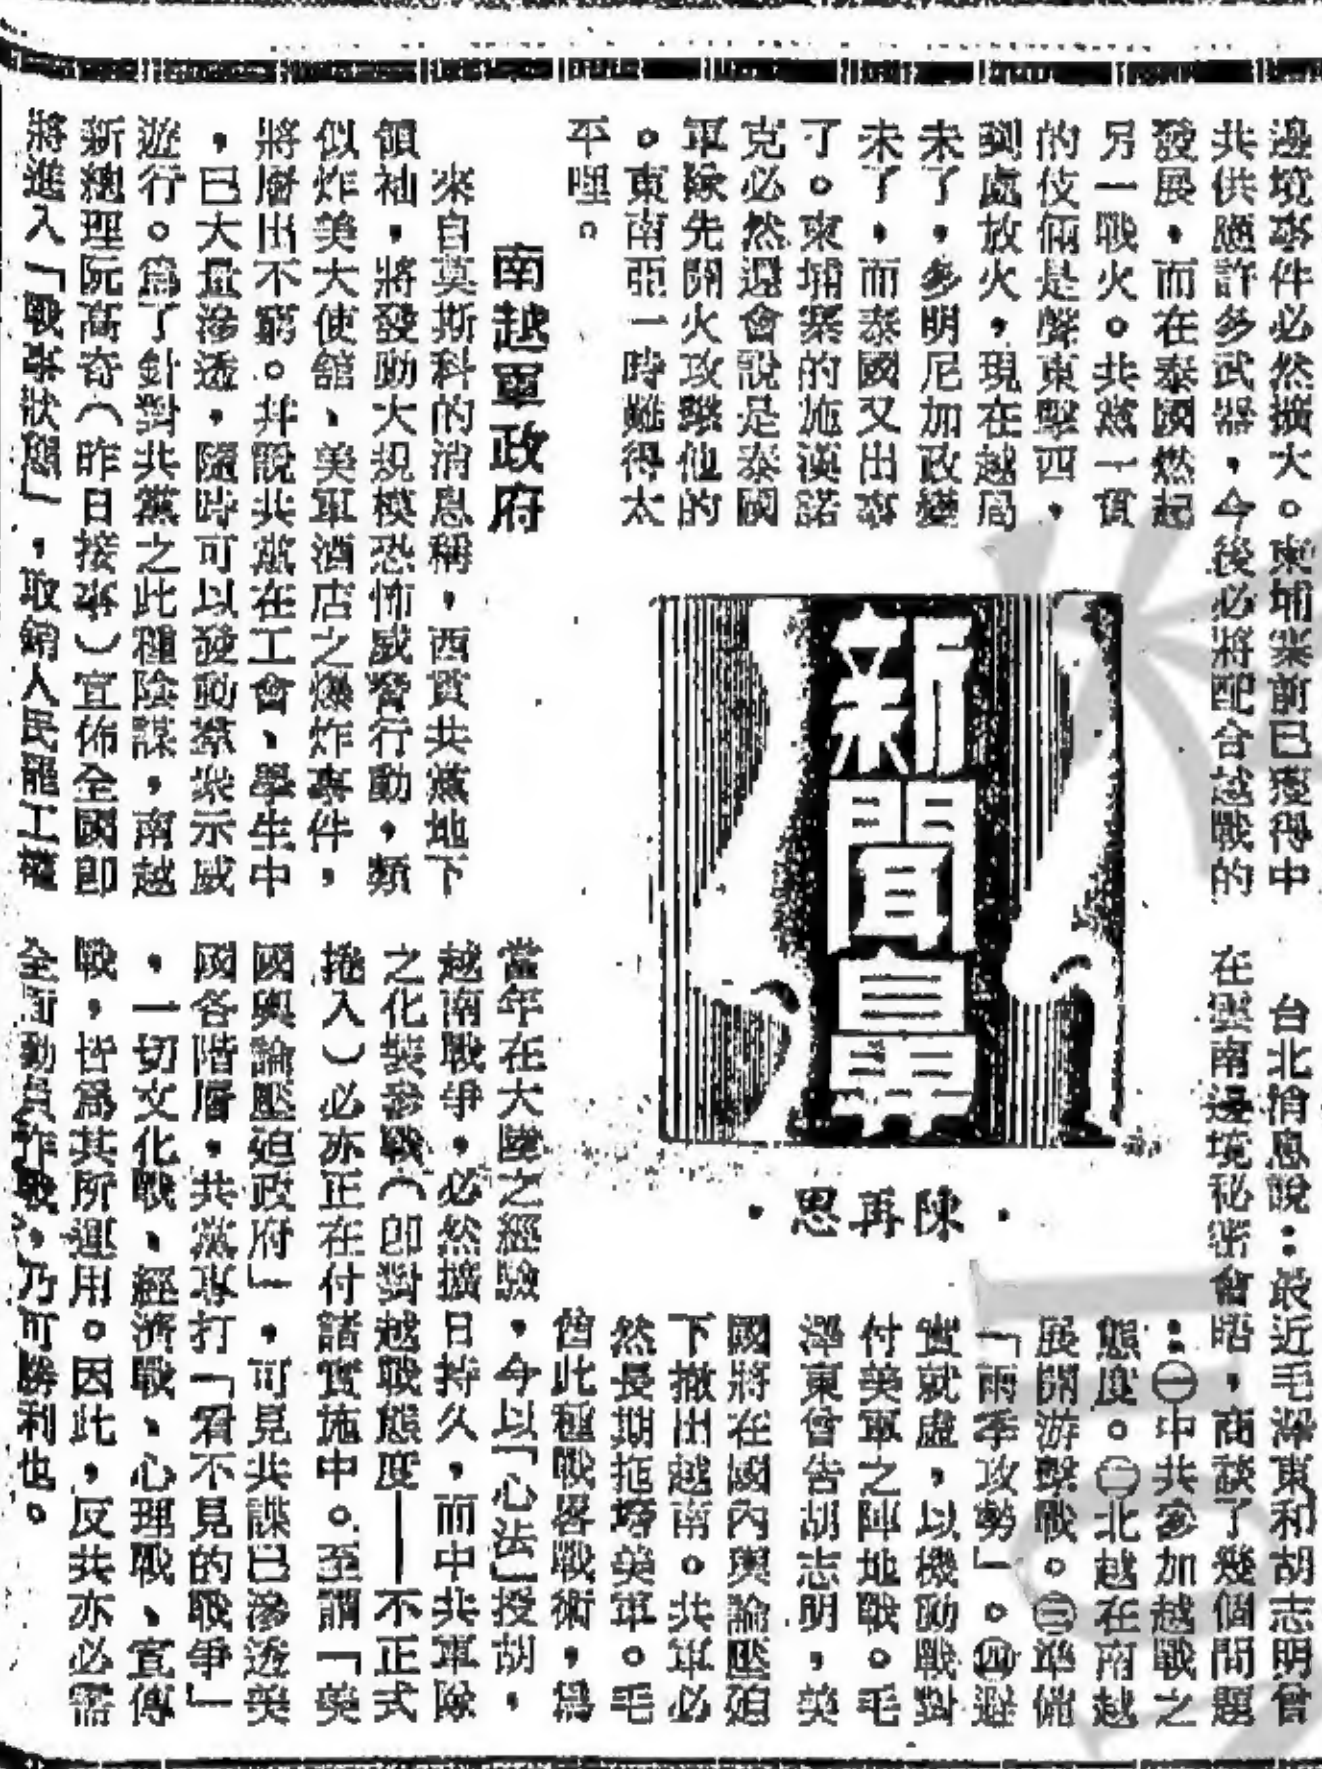 邊境事件必然擴大。柬埔寨前已獲得中
共供應許多武器,今後必將配合越戰的
發展,而在泰國燃起
另一戰火。共黨一貫
的伎倆是聲東擊四,
到處放火,現在越局
未了,多明尼加政變
未了,而泰國又出事
了。柬埔寨的施漢諾
克必然還會說是泰國
軍隊先開火攻擊他的
。東南亞一時難得太
平哩。
新聞眉弄
•陳再思•
南越軍政府
來自莫斯科的消息稱,西貢共黨地下
領袖,將發動大規模恐怖威脅行動,類
似炸美大使館、美軍酒店之爆炸事件,
將層出不窮。并說共黨在工會、學生中
,已大量滲透,隨時可以發動羣衆示威
遊行。爲了針對共黨之此種陰謀,南越
新總理阮高奇(昨日接事)宣佈全國卽
將進入「戰爭狀態」,取銷人民罷工權
台北消息說:最近毛澤東和胡志明曾
在雲南邊境秘密會晤,商談了幾個問題
:㊀中共參加越戰之
態度。㊁北越在南越
展開游擊戰。㊂準備
「雨季攻勢」。㊃避
實就虛,以機動戰對
付美軍之陣地戰。毛
澤東曾告胡志明,美
國將在國內輿論壓迫
下撤出越南。共軍必
然長期拖垮美軍。毛
酋此種戰畧戰術,爲
當年在大陸之經驗,今以「心法」授胡,
越南戰爭,必然擴日持久,而中共軍隊
之化裝參戰(卽對越戰態度——不正式
捲入)必亦正在付諸實施中。至謂「美
國輿論壓迫政府」,可見共諜已滲透美
國各階層,共黨專打「看不見的戰爭」
,一切文化戰、經濟戰、心理戰、宣傳
戰,皆爲其所運用。因此,反共亦必需
全面動員作戰,乃可勝利也。